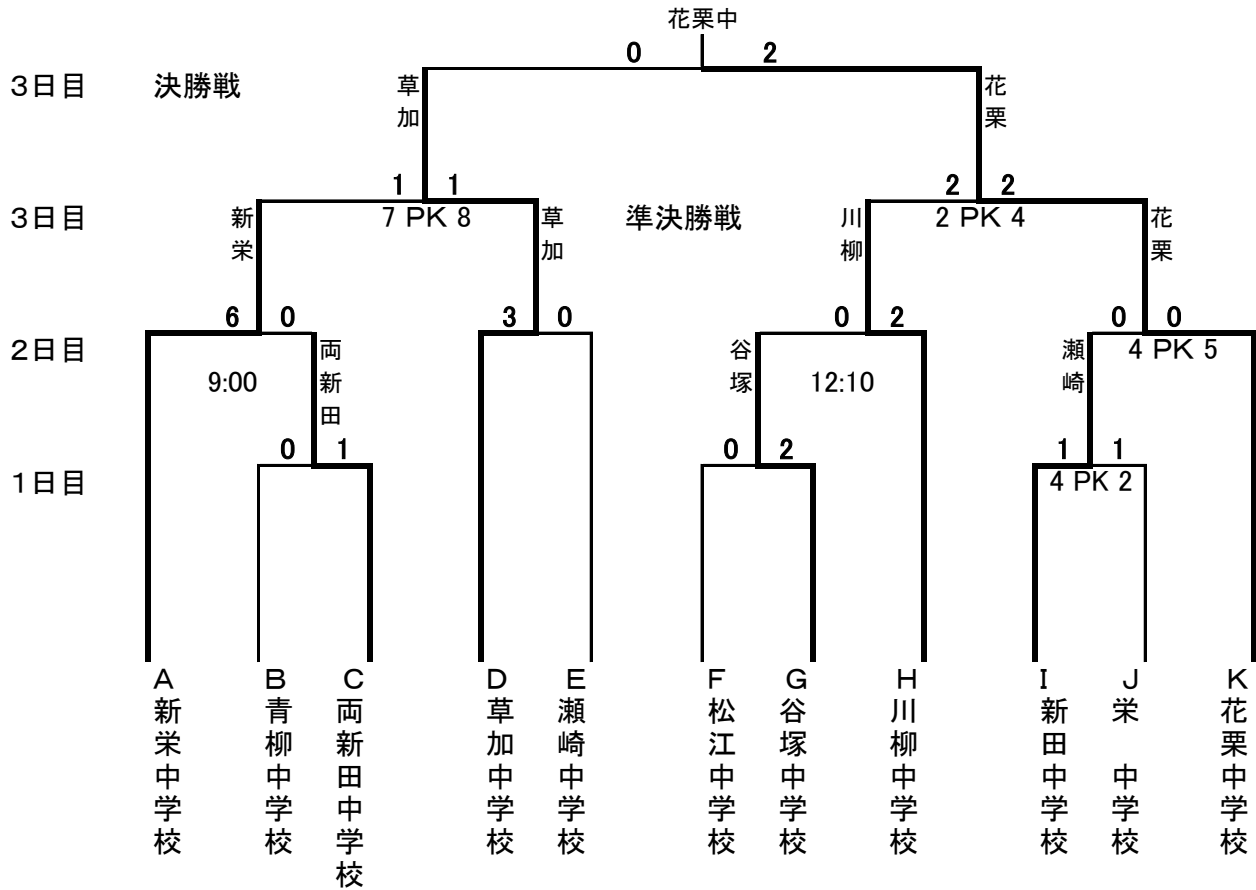 花栗中
0 2
3日目 決勝戦 草加 花栗
1 1 2 2
3日目 新栄 7 PK 8 草加 準決勝戦 川柳 2 PK 4 花栗
6 0 3 0 0 2 0 0
2日目 両新田 谷塚 瀬崎 4 PK 5
9:00 12:10
0 1 0 2 1 1
1日目 4 PK 2
A B C D E F G H I J K
新栄中学校
青柳中学校
両新田中学校
草加中学校
瀬崎中学校
松江中学校
谷塚中学校
川柳中学校
新田中学校
栄 中学校
花栗中学校